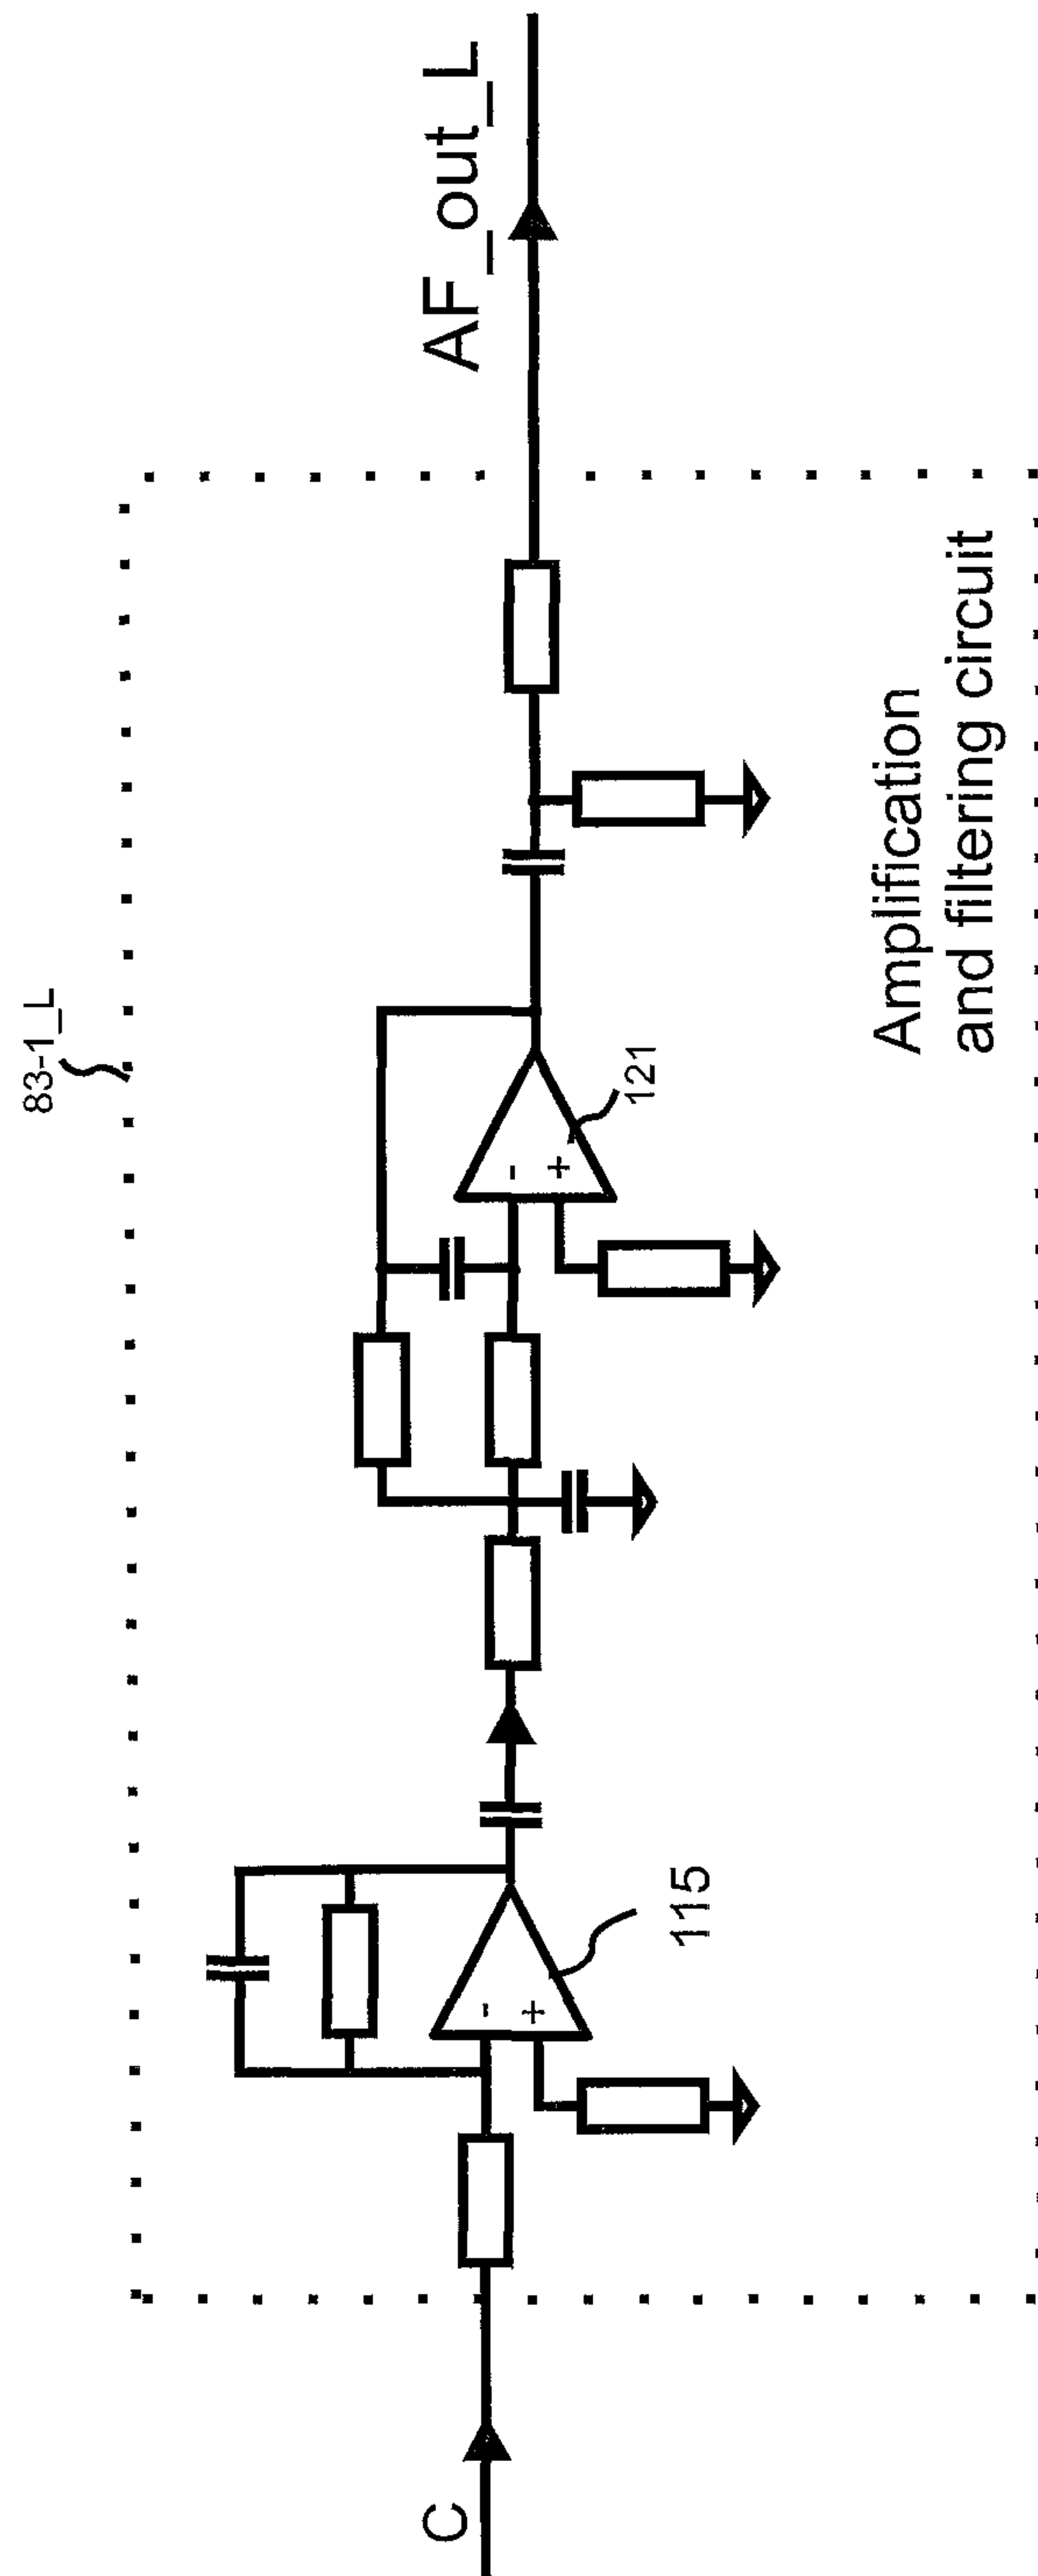 83-1_L
C
-
+
115
-
+
121
AF_out_L
Amplification
and filtering circuit